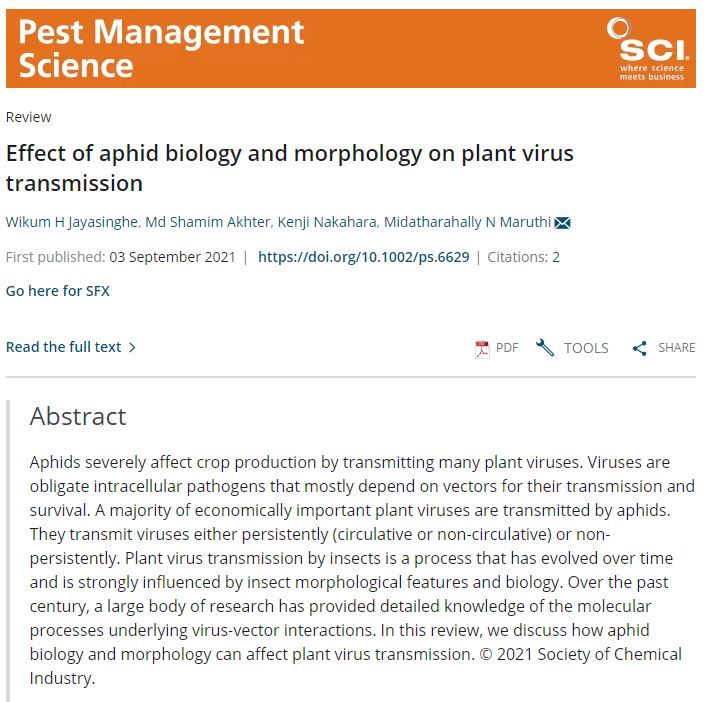 Pest Management
Science
SCI
where science
meets business
Review
Effect of aphid biology and morphology on plant virus
transmission
Wikum H Jayasinghe, Md Shamim Akhter, Kenji Nakahara, Midatharahally N Maruthi
First published: 03 September 2021 | https://doi.org/10.1002/ps.6629 | Citations: 2
Go here for SFX
Read the full text > PDF TOOLS SHARE
Abstract
Aphids severely affect crop production by transmitting many plant viruses. Viruses are
obligate intracellular pathogens that mostly depend on vectors for their transmission and
survival. A majority of economically important plant viruses are transmitted by aphids.
They transmit viruses either persistently (circulative or non-circulative) or non-
persistently. Plant virus transmission by insects is a process that has evolved over time
and is strongly influenced by insect morphological features and biology. Over the past
century, a large body of research has provided detailed knowledge of the molecular
processes underlying virus-vector interactions. In this review, we discuss how aphid
biology and morphology can affect plant virus transmission. © 2021 Society of Chemical
Industry.